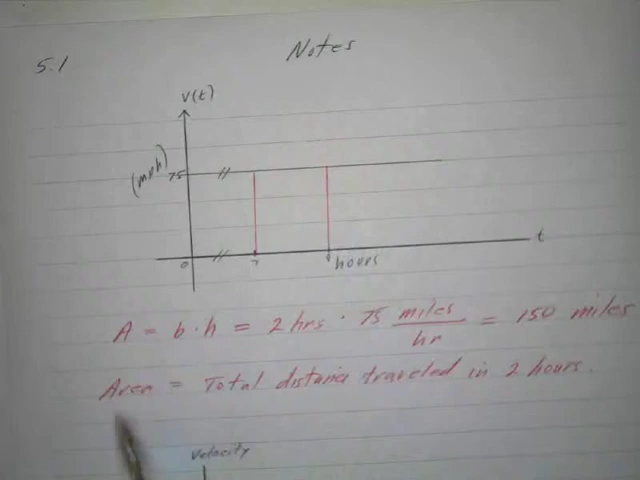 Notes
5.1
v(t)
(mph)
75
0
7
9
hours
t
A = b · h = 2 hrs · 75 miles/hr = 150 miles
Area = Total distance traveled in 2 hours.
Velocity